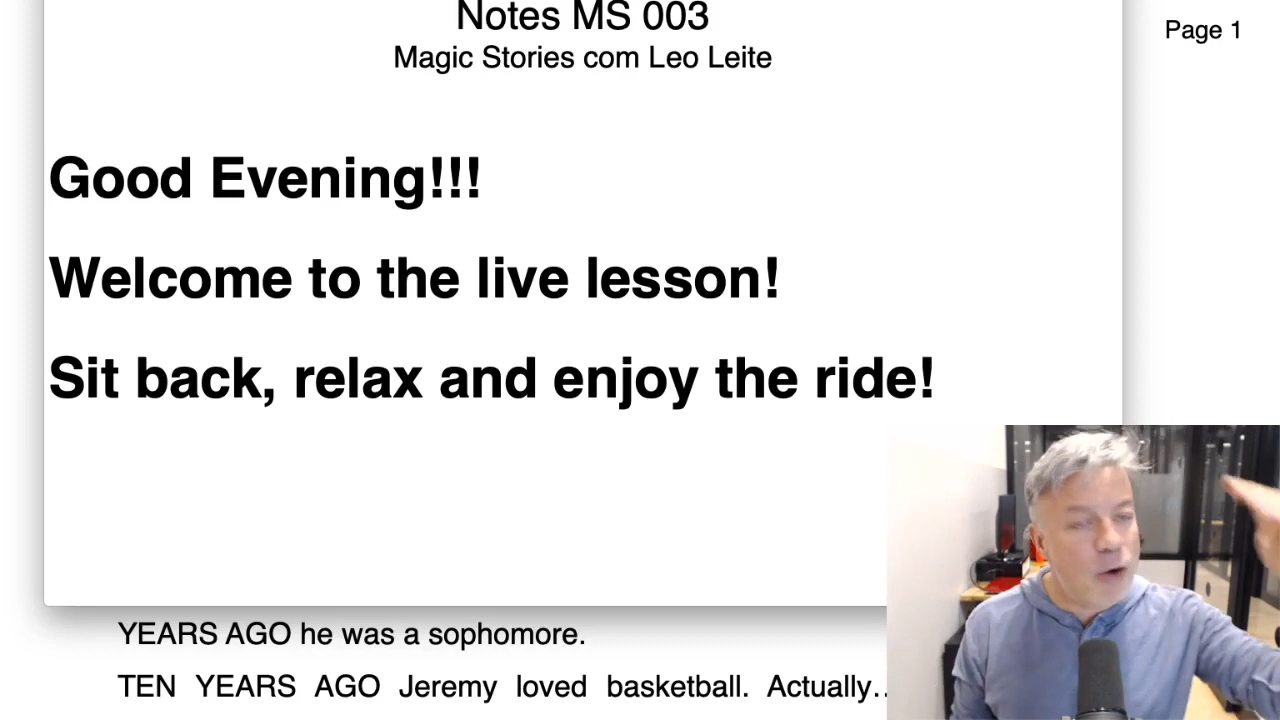 Notes MS 003
Page 1
Magic Stories com Leo Leite
Good Evening!!!
Welcome to the live lesson!
Sit back, relax and enjoy the ride!
YEARS AGO he was a sophomore.
TEN YEARS AGO Jeremy loved basketball. Actually..